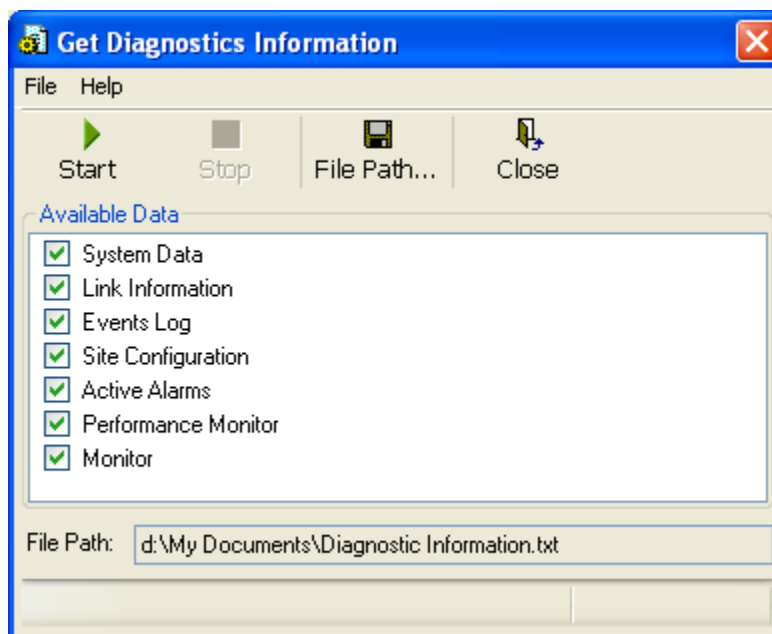 Get Diagnostics Information
File Help
Start Stop File Path... Close
Available Data
System Data
Link Information
Events Log
Site Configuration
Active Alarms
Performance Monitor
Monitor
File Path: d:\My Documents\Diagnostic Information.txt